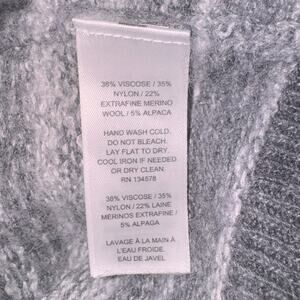 38% VISCOSE / 35%
NYLON / 22%
EXTRAFINE MERINO
WOOL / 5% ALPACA
HAND WASH COLD.
DO NOT BLEACH.
LAY FLAT TO DRY.
COOL IRON IF NEEDED.
OR DRY CLEAN.
RN 134578
38% VISCOSE / 35%
NYLON / 22% LAINE
MÉRINOS EXTRAFINE /
5% ALPAGA
LAVAGE À LA MAIN À
L'EAU FROIDE.
EAU DE JAVEL